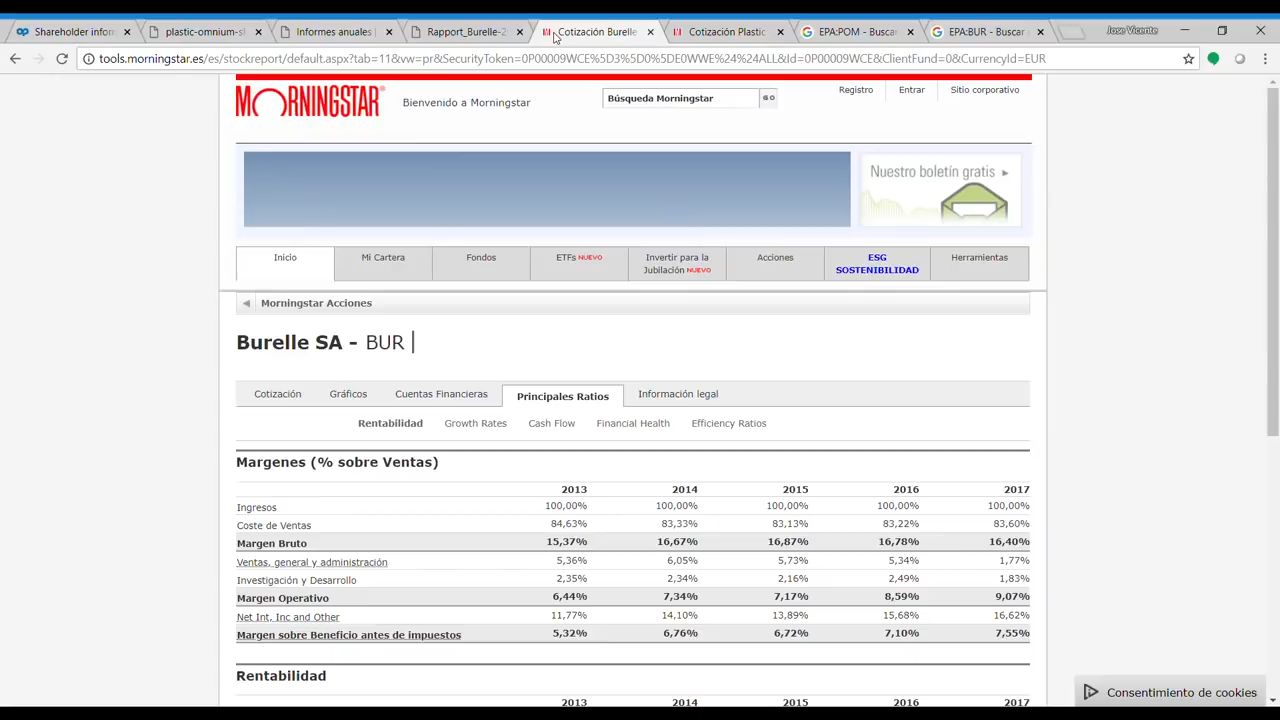 Shareholder inform
plastic-omnium-s
Informes anuales
Rapport_Burelle-2
Cotización Burelle
Cotización Plastic
EPA:POM - Buscar
EPA:BUR - Buscar
Jose Vicente
tools.morningstar.es/es/stockreport/default.aspx?tab=11&vw=pr&SecurityToken=0P00009WCE%5D3%5D0%5DE0WWE%24%24ALL&Id=0P00009WCE&ClientFund=0&CurrencyId=EUR
MORNINGSTAR®
Bienvenido a Morningstar
Búsqueda Morningstar
GO
Registro
Entrar
Sitio corporativo
Nuestro boletín gratis ▸
Inicio
Mi Cartera
Fondos
ETFs NUEVO
Invertir para la
Jubilación NUEVO
Acciones
ESG
SOSTENIBILIDAD
Herramientas
Morningstar Acciones
Burelle SA - BUR |
Cotización
Gráficos
Cuentas Financieras
Principales Ratios
Información legal
Rentabilidad
Growth Rates
Cash Flow
Financial Health
Efficiency Ratios
Margenes (% sobre Ventas)
2013 2014 2015 2016 2017
Ingresos 100,00% 100,00% 100,00% 100,00% 100,00%
Coste de Ventas 84,63% 83,33% 83,13% 83,22% 83,60%
Margen Bruto 15,37% 16,67% 16,87% 16,78% 16,40%
Ventas, general y administración 5,36% 6,05% 5,73% 5,34% 1,77%
Investigación y Desarrollo 2,35% 2,34% 2,16% 2,49% 1,83%
Margen Operativo 6,44% 7,34% 7,17% 8,59% 9,07%
Net Int, Inc and Other 11,77% 14,10% 13,89% 15,68% 16,62%
Margen sobre Beneficio antes de impuestos 5,32% 6,76% 6,72% 7,10% 7,55%
Rentabilidad
2013 2014 2015 2016 2017
Consentimiento de cookies